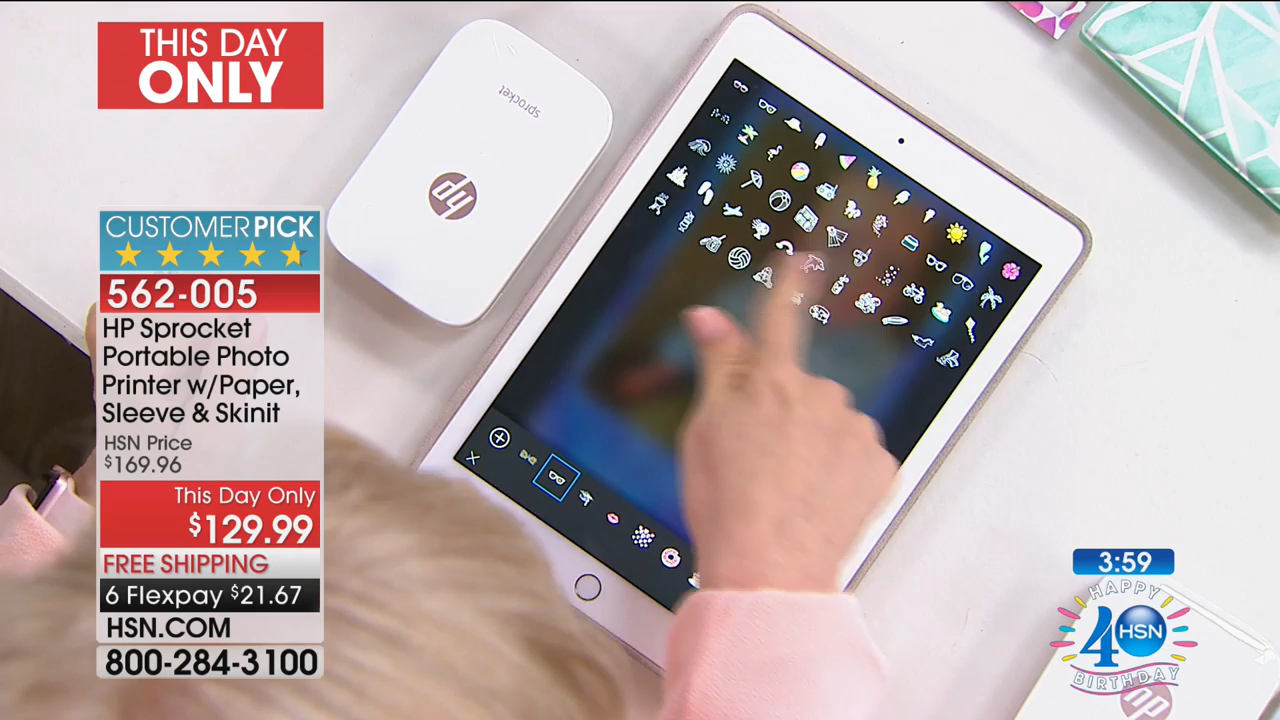 THIS DAY
ONLY
CUSTOMER PICK
562-005
HP Sprocket
Portable Photo
Printer w/Paper,
Sleeve & Skinit
HSN Price
$169.96
This Day Only
$129.99
FREE SHIPPING
6 Flexpay $21.67
HSN.COM
800-284-3100
sprocket
hp
3:59
HAPPY
40
HSN
BIRTHDAY
hp